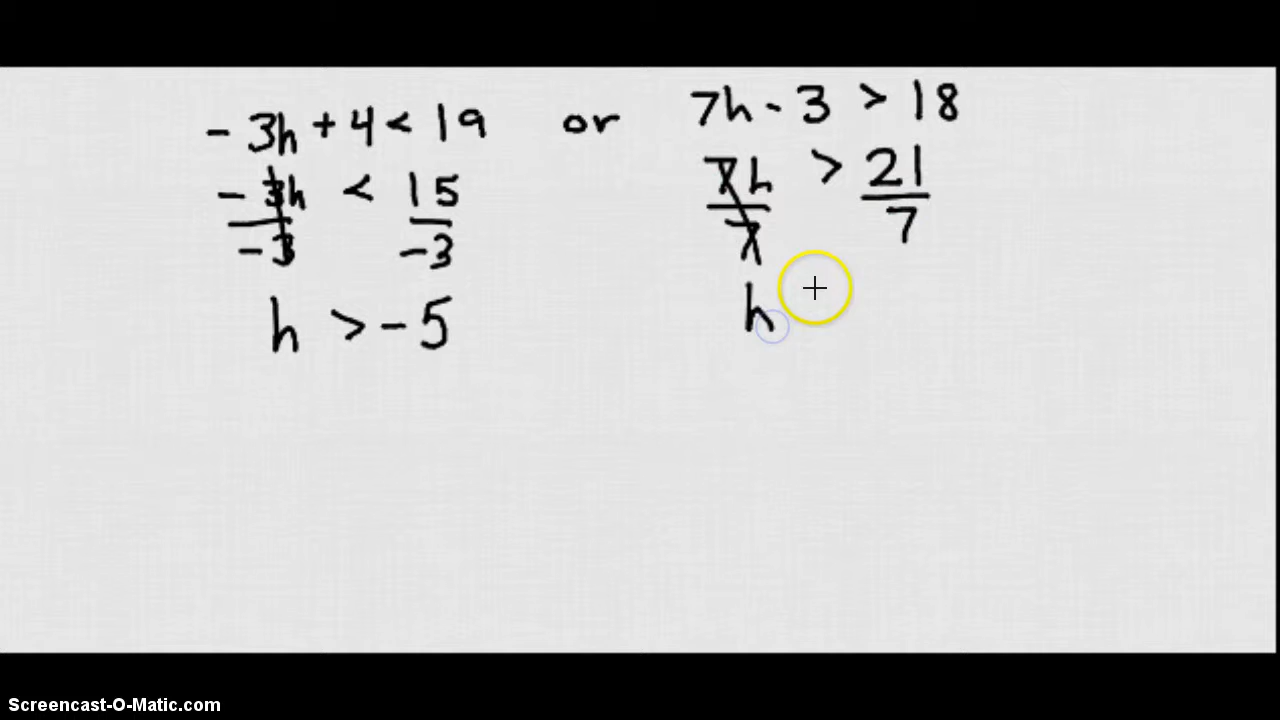 -3h + 4 < 19 or 7h - 3 > 18
-3h < 15 7h > 21
-3 -3 7 7
h > -5 h
Screencast-O-Matic.com